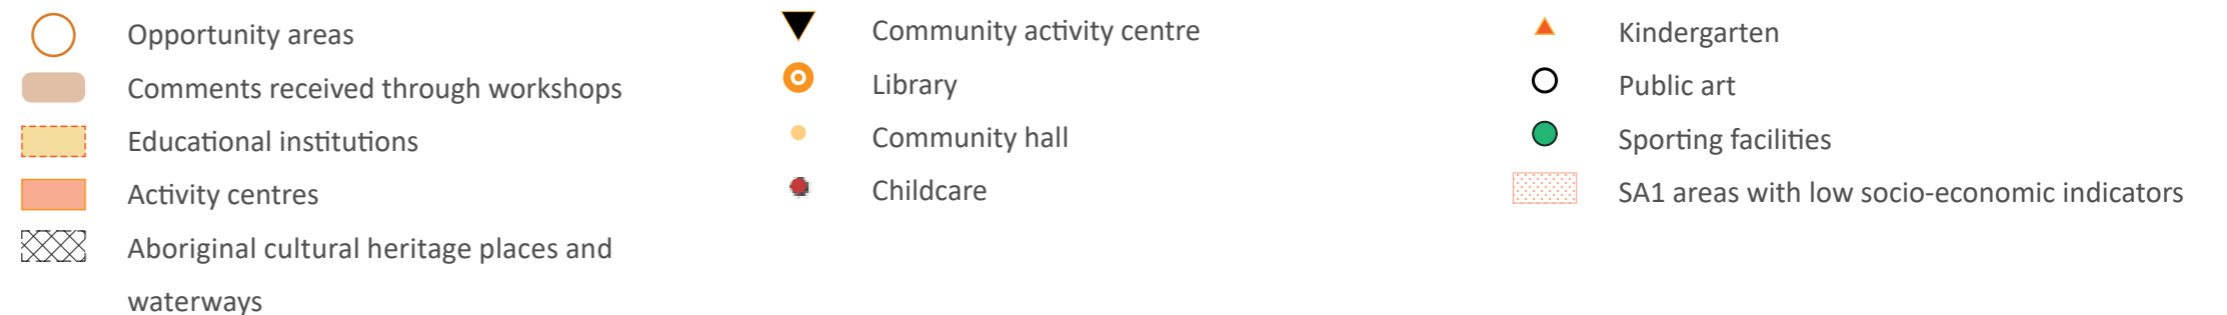 Opportunity areas
Comments received through workshops
Educational institutions
Activity centres
Aboriginal cultural heritage places and
waterways
Community activity centre
Library
Community hall
Childcare
Kindergarten
Public art
Sporting facilities
SA1 areas with low socio-economic indicators